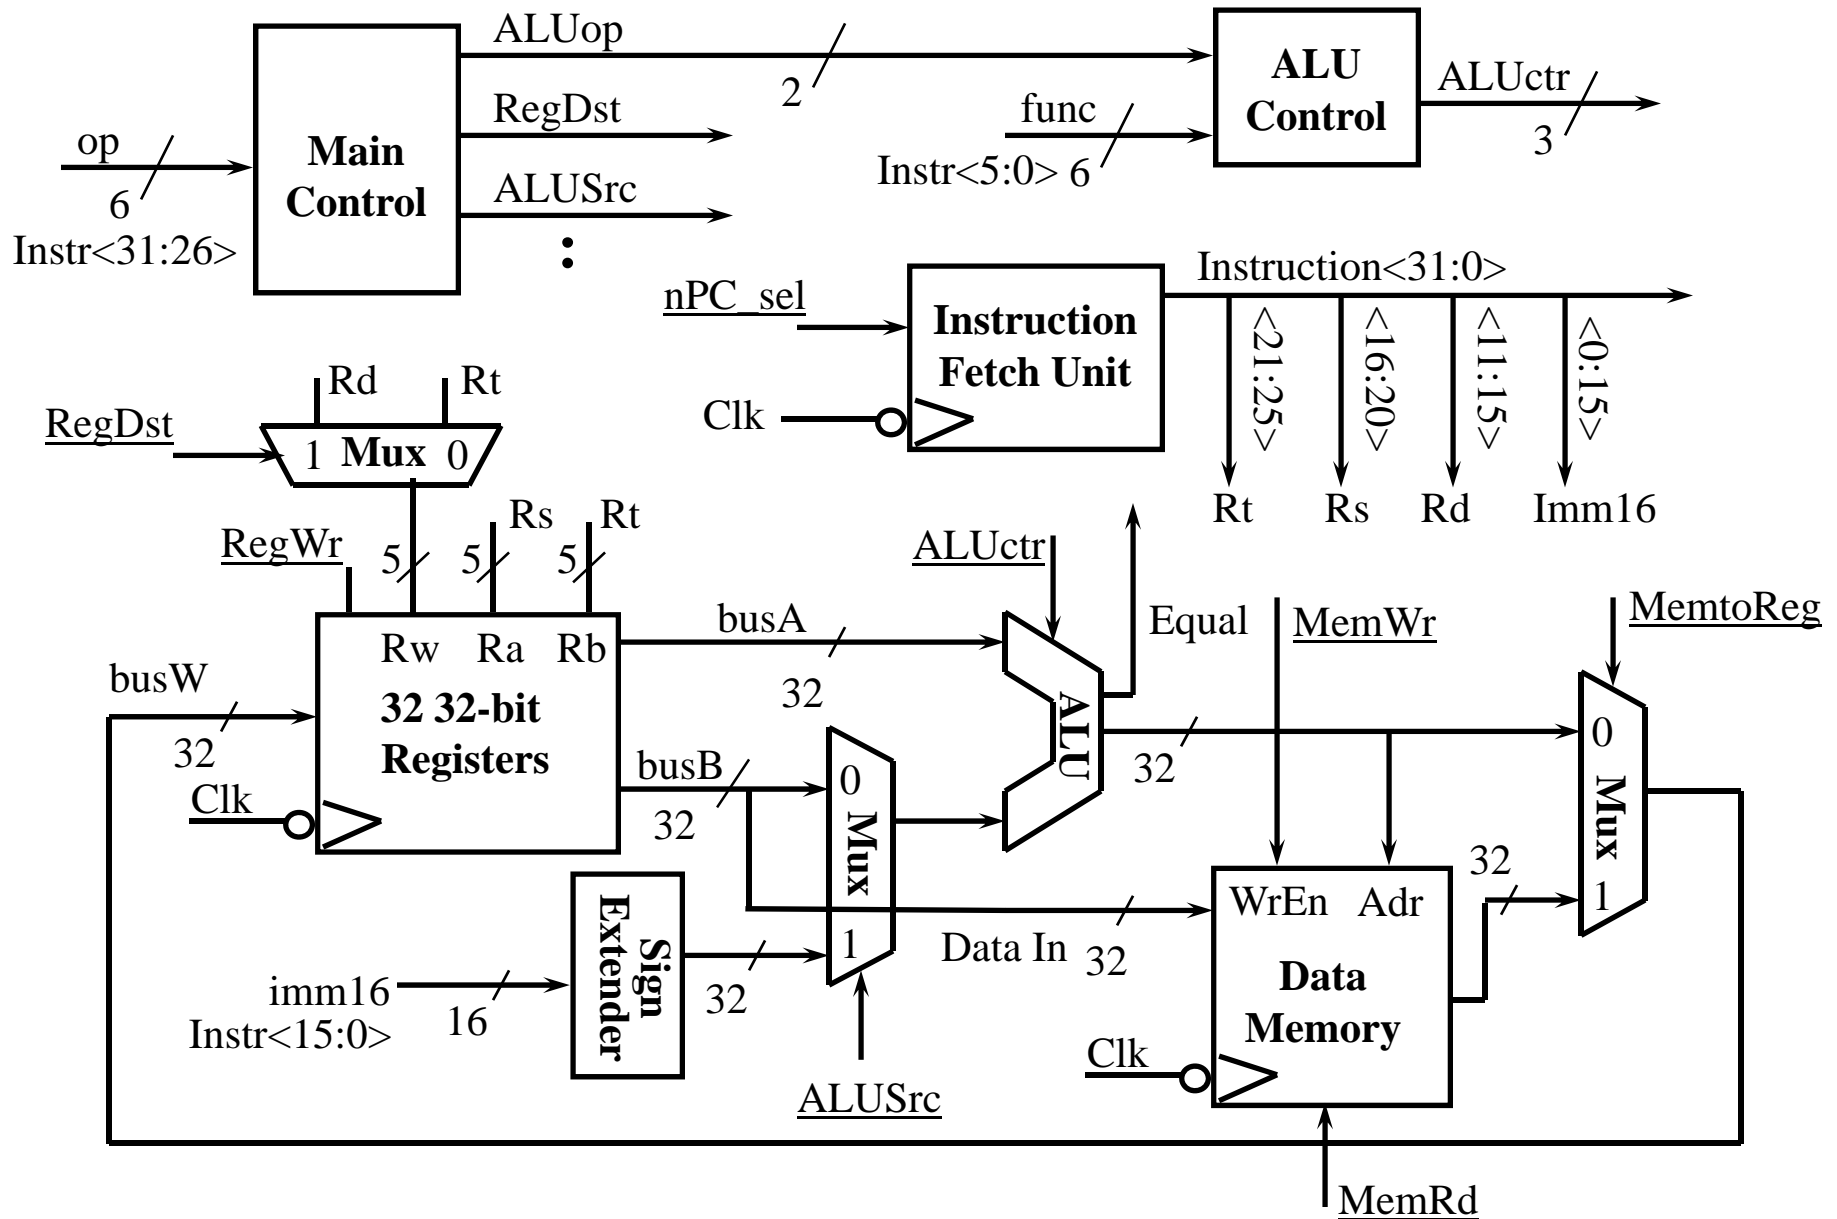 ALUop
2
RegDst
ALUSrc
op
6
Instr<31:26>
Main
Control
func
Instr<5:0>
6
ALU
Control
ALUctr
3
nPC_sel
Clk
Instruction
Fetch Unit
Instruction<31:0>
<21:25>
<16:20>
<11:15>
<0:15>
Rt
Rs
Rd
Imm16
Rd
Rt
RegDst
1
Mux
0
RegWr
5
5
Rs
5
Rt
busW
32
Clk
Rw
Ra
Rb
32 32-bit
Registers
busA
32
busB
32
imm16
Instr<15:0>
16
Sign
Extender
32
0
Mux
1
ALUSrc
ALUctr
ALU
Equal
32
Data In
32
MemWr
WrEn
Adr
Data
Memory
Clk
MemRd
32
MemtoReg
0
Mux
1